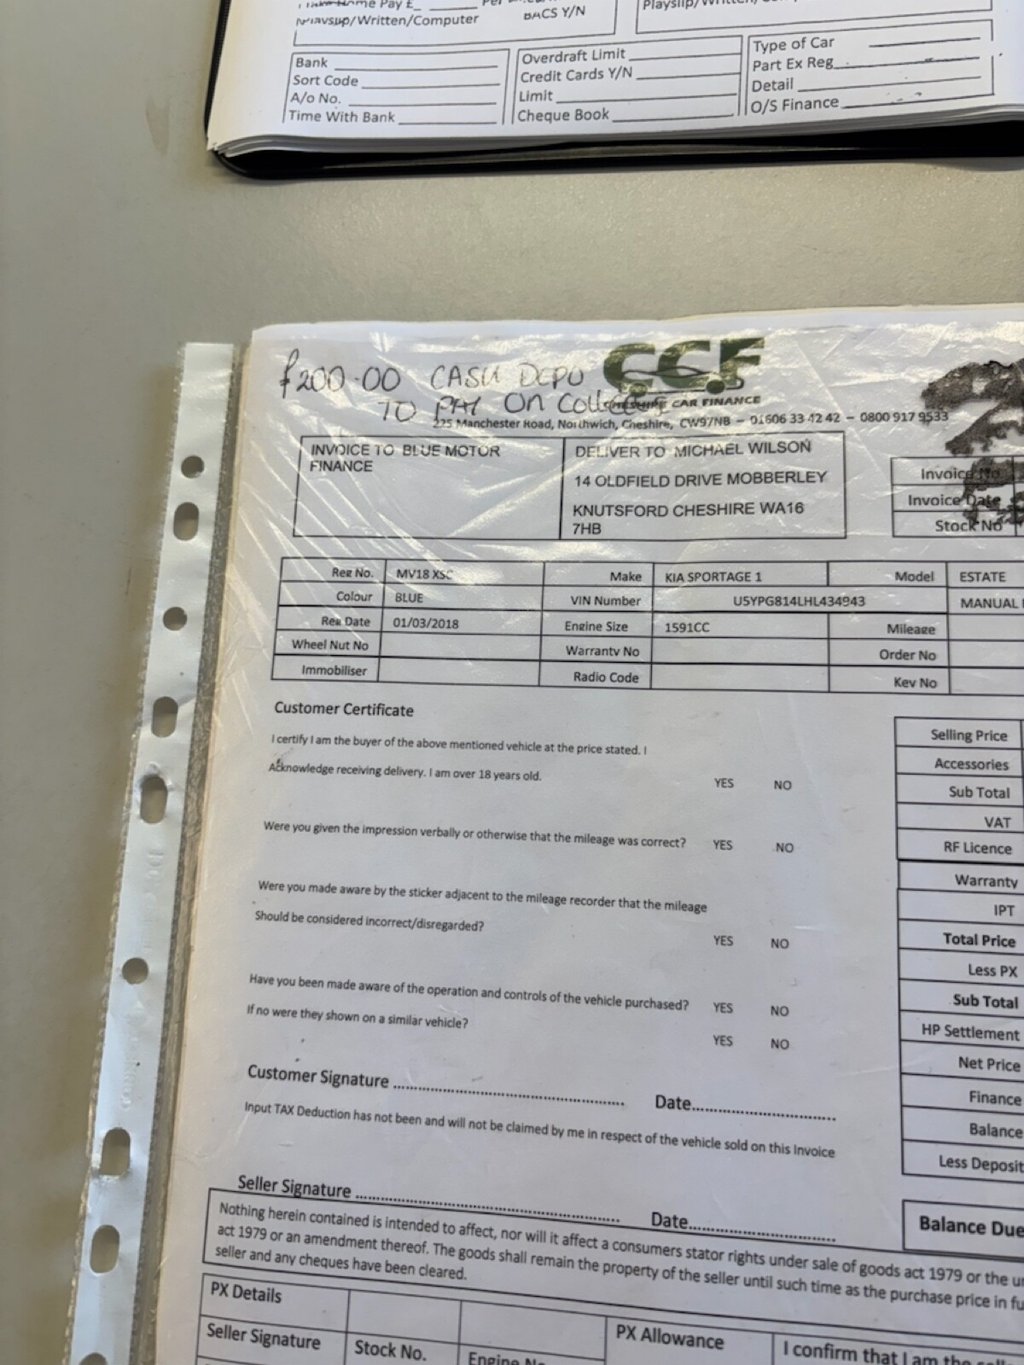 BACS Y/N
/Written/Computer
Bank
Sort Code
A/o No.
Time With Bank
Overdraft Limit
Credit Cards Y/N
Limit
Cheque Book
Type of Car
Part Ex Reg
Detail
O/S Finance
£200.00 CASH DEPO
TO PAY ON
CCF
CAR FINANCE
225 Manchester Road, Northwich, Cheshire, CW97NB – 01606 33 42 42 – 0800 917 9533
INVOICE TO BLUE MOTOR
FINANCE
DELIVER TO MICHAEL WILSON
14 OLDFIELD DRIVE MOBBERLEY
KNUTSFORD CHESHIRE WA16
7HB
Invoice No
Invoice Date
Stock No
Reg No. MV18 XSC Make KIA SPORTAGE 1 Model ESTATE
Colour BLUE VIN Number U5YPG814LHL434943 MANUAL
Reg Date 01/03/2018 Engine Size 1591CC Mileage
Wheel Nut No Warranty No Order No
Immobiliser Radio Code Key No
Customer Certificate
I certify I am the buyer of the above mentioned vehicle at the price stated. I
Acknowledge receiving delivery. I am over 18 years old. YES NO
Were you given the impression verbally or otherwise that the mileage was correct? YES NO
Were you made aware by the sticker adjacent to the mileage recorder that the mileage
Should be considered incorrect/disregarded? YES NO
Have you been made aware of the operation and controls of the vehicle purchased? YES NO
If no were they shown on a similar vehicle? YES NO
Customer Signature Date
Input TAX Deduction has not been and will not be claimed by me in respect of the vehicle sold on this Invoice
Seller Signature Date
Selling Price
Accessories
Sub Total
VAT
RF Licence
Warranty
IPT
Total Price
Less PX
Sub Total
HP Settlement
Net Price
Finance
Balance
Less Deposit
Balance Due
Nothing herein contained is intended to affect, nor will it affect a consumers stator rights under sale of goods act 1979 or the
act 1979 or an amendment thereof. The goods shall remain the property of the seller until such time as the purchase price in
seller and any cheques have been cleared.
PX Details
Seller Signature Stock No. Engine No PX Allowance I confirm that I am the